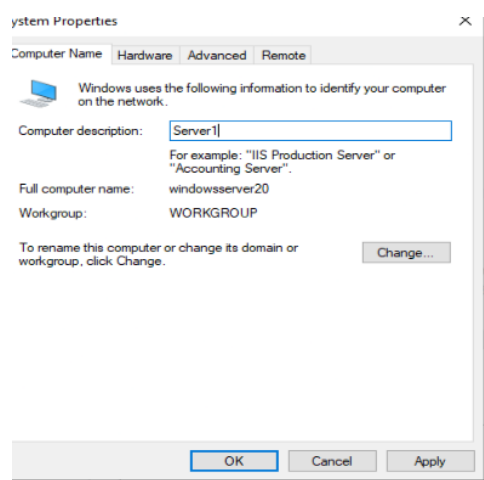 ystem Properties
Computer Name Hardware Advanced Remote
Windows uses the following information to identify your computer
on the network.
Computer description: Server1
For example: "IIS Production Server" or
"Accounting Server".
Full computer name: windowsserver20
Workgroup: WORKGROUP
To rename this computer or change its domain or
workgroup, click Change.
Change...
OK Cancel Apply